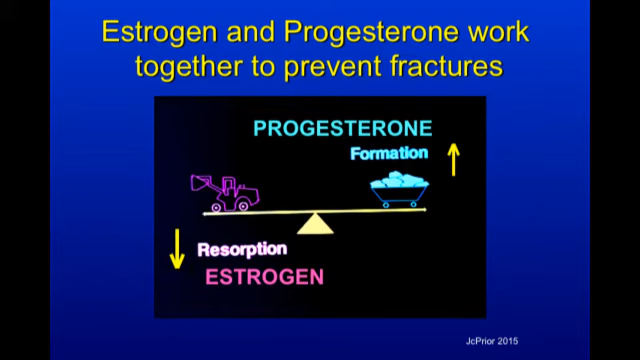 Estrogen and Progesterone work
together to prevent fractures
PROGESTERONE
Formation
Resorption
ESTROGEN
JcPrior 2015